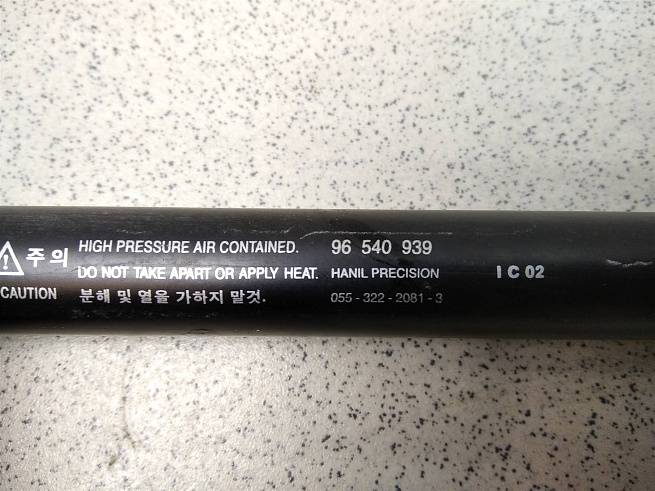 주의
CAUTION
HIGH PRESSURE AIR CONTAINED.
DO NOT TAKE APART OR APPLY HEAT.
분해 및 열을 가하지 말것.
96 540 939
HANIL PRECISION
055 - 322 - 2081 - 3
I C 02